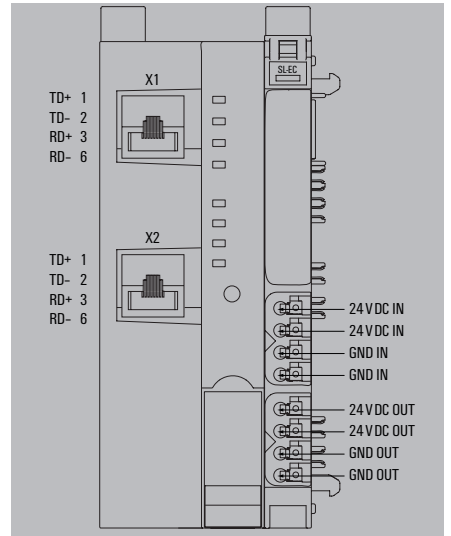 SL-EC
X1
TD+ 1
TD- 2
RD+ 3
RD- 6
X2
TD+ 1
TD- 2
RD+ 3
RD- 6
24 V DC IN
24 V DC IN
GND IN
GND IN
24 V DC OUT
24 V DC OUT
GND OUT
GND OUT